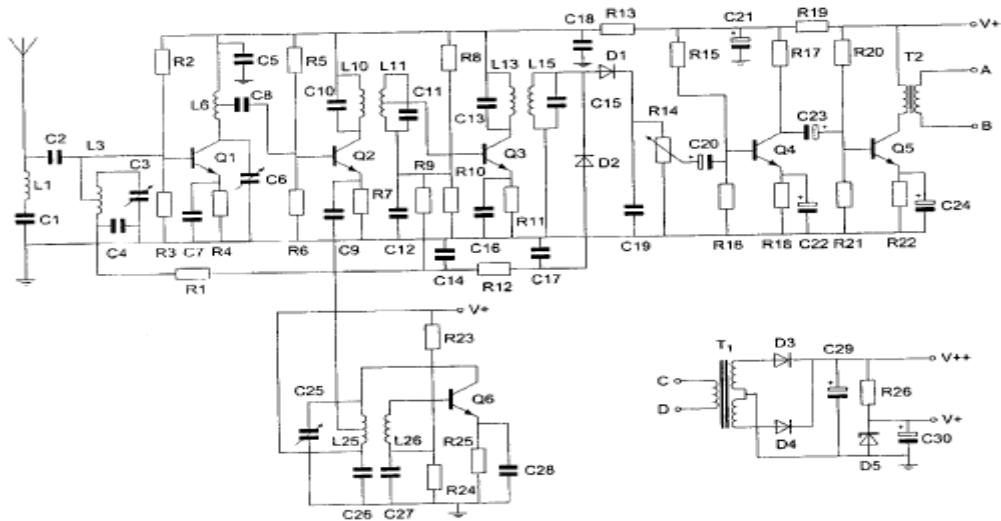 C18 R13 C21 R19 V+
R2 C5 R5 L10 L11 R8 L13 L15 D1 R15 R17 R20 T2
C8 C10 C11 C13 C15 R14 A
L6 C2 L3 C3 Q1 Q2 R9 Q3 D2 C20 Q4 C23 Q5 B
L1 C6 R7 R10 R11 C24
C1 C4 R3 C7 R4 R6 C9 C12 C16 C19 R16 R18 C22 R21 R22
R1 C14 R12 C17
V+
R23
T1 D3 C29 V++
C25 Q6 C R26
D V+
L25 L26 R25 D4 C30
C28 D5
R24
C26 C27